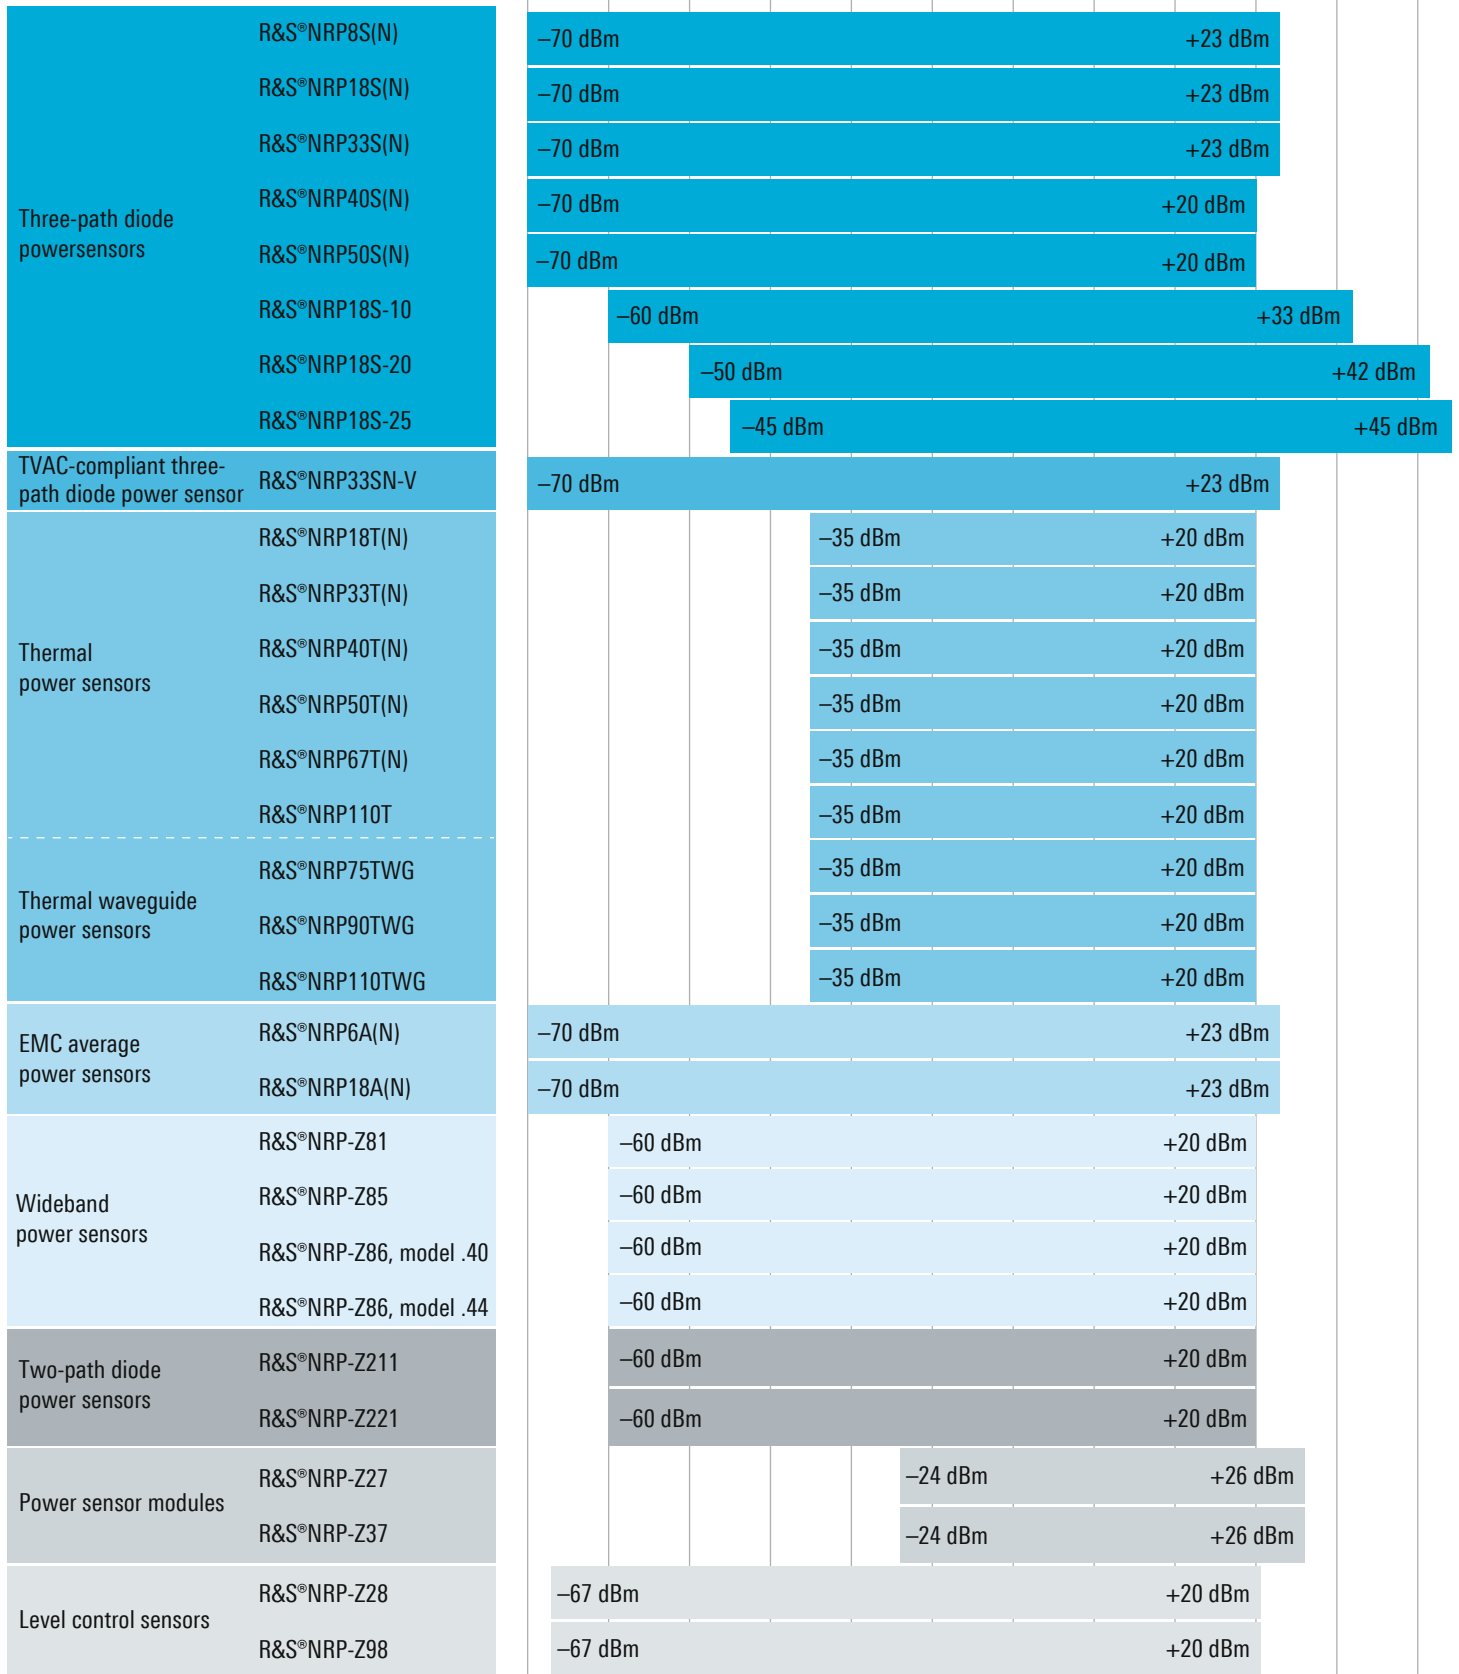 R&S®NRP8S(N) –70 dBm +23 dBm
R&S®NRP18S(N) –70 dBm +23 dBm
R&S®NRP33S(N) –70 dBm +23 dBm
R&S®NRP40S(N) –70 dBm +20 dBm
Three-path diode
powersensors
R&S®NRP50S(N) –70 dBm +20 dBm
R&S®NRP18S-10 –60 dBm +33 dBm
R&S®NRP18S-20 –50 dBm +42 dBm
R&S®NRP18S-25 –45 dBm +45 dBm
TVAC-compliant three-
path diode power sensor
R&S®NRP33SN-V –70 dBm +23 dBm
R&S®NRP18T(N) –35 dBm +20 dBm
R&S®NRP33T(N) –35 dBm +20 dBm
Thermal
power sensors
R&S®NRP40T(N) –35 dBm +20 dBm
R&S®NRP50T(N) –35 dBm +20 dBm
R&S®NRP67T(N) –35 dBm +20 dBm
R&S®NRP110T –35 dBm +20 dBm
R&S®NRP75TWG –35 dBm +20 dBm
Thermal waveguide
power sensors
R&S®NRP90TWG –35 dBm +20 dBm
R&S®NRP110TWG –35 dBm +20 dBm
EMC average
power sensors
R&S®NRP6A(N) –70 dBm +23 dBm
R&S®NRP18A(N) –70 dBm +23 dBm
R&S®NRP-Z81 –60 dBm +20 dBm
R&S®NRP-Z85 –60 dBm +20 dBm
Wideband
power sensors
R&S®NRP-Z86, model .40 –60 dBm +20 dBm
R&S®NRP-Z86, model .44 –60 dBm +20 dBm
Two-path diode
power sensors
R&S®NRP-Z211 –60 dBm +20 dBm
R&S®NRP-Z221 –60 dBm +20 dBm
Power sensor modules
R&S®NRP-Z27 –24 dBm +26 dBm
R&S®NRP-Z37 –24 dBm +26 dBm
Level control sensors
R&S®NRP-Z28 –67 dBm +20 dBm
R&S®NRP-Z98 –67 dBm +20 dBm